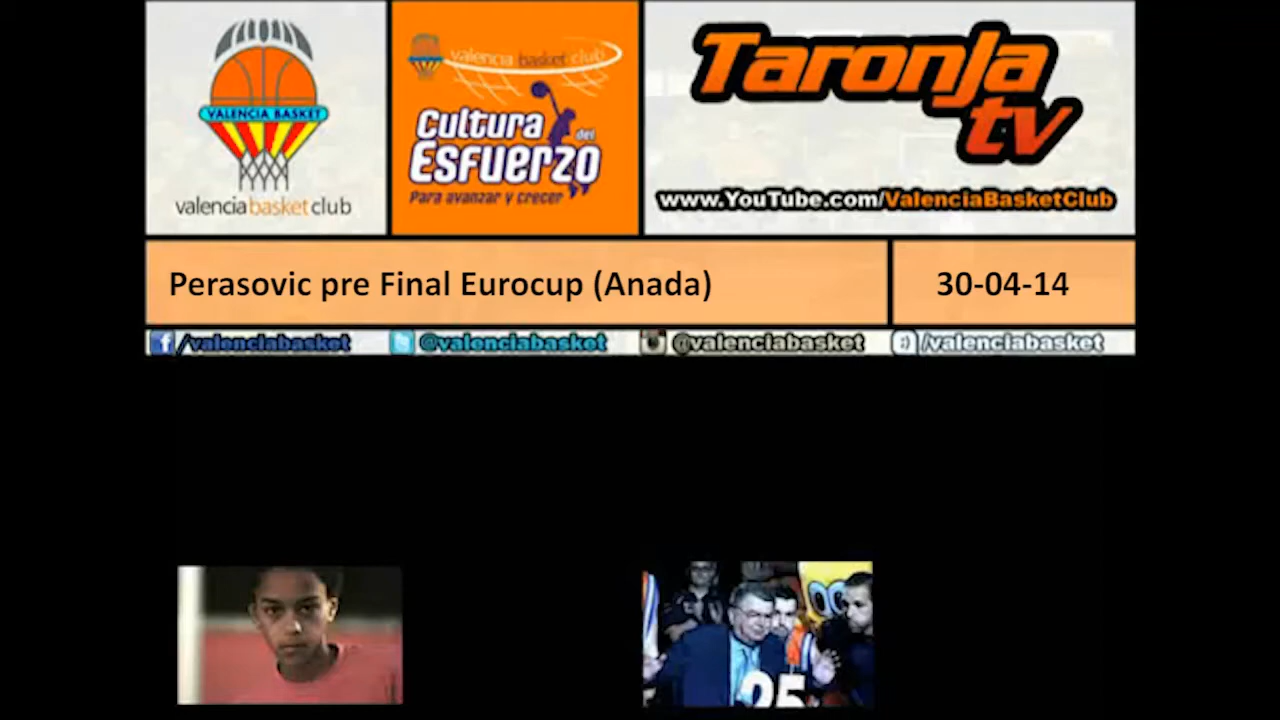 VALENCIA BASKET
valencia basket club
valencia basket club
Cultura del
Esfuerzo
Para avanzar y crecer
Taronja
tv
www.YouTube.com/ValenciaBasketClub
Perasovic pre Final Eurocup (Anada)
30-04-14
f/valenciabasket
@valenciabasket
@valenciabasket
:)/valenciabasket
25